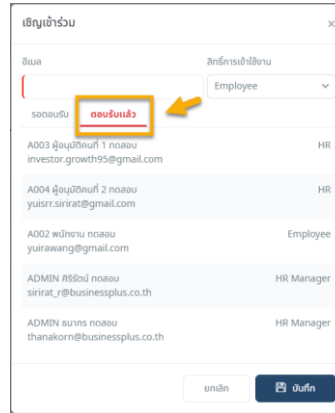 เชิญเข้าร่วม
อีเมล
สิทธิ์การเข้าใช้งาน
Employee
รอตอบรับ
ตอบรับแล้ว
A003 ผู้อนุมัติคนที่ 1 ทดสอบ
HR
investor.growth95@gmail.com
A004 ผู้อนุมัติคนที่ 2 ทดสอบ
HR
yuisrr.sirirat@gmail.com
A002 พนักงาน ทดสอบ
Employee
yuirawang@gmail.com
ADMIN ศิริรัตน์ ทดสอบ
HR Manager
sirirat_r@businessplus.co.th
ADMIN ธนากร ทดสอบ
HR Manager
thanakorn@businessplus.co.th
ยกเลิก
บันทึก